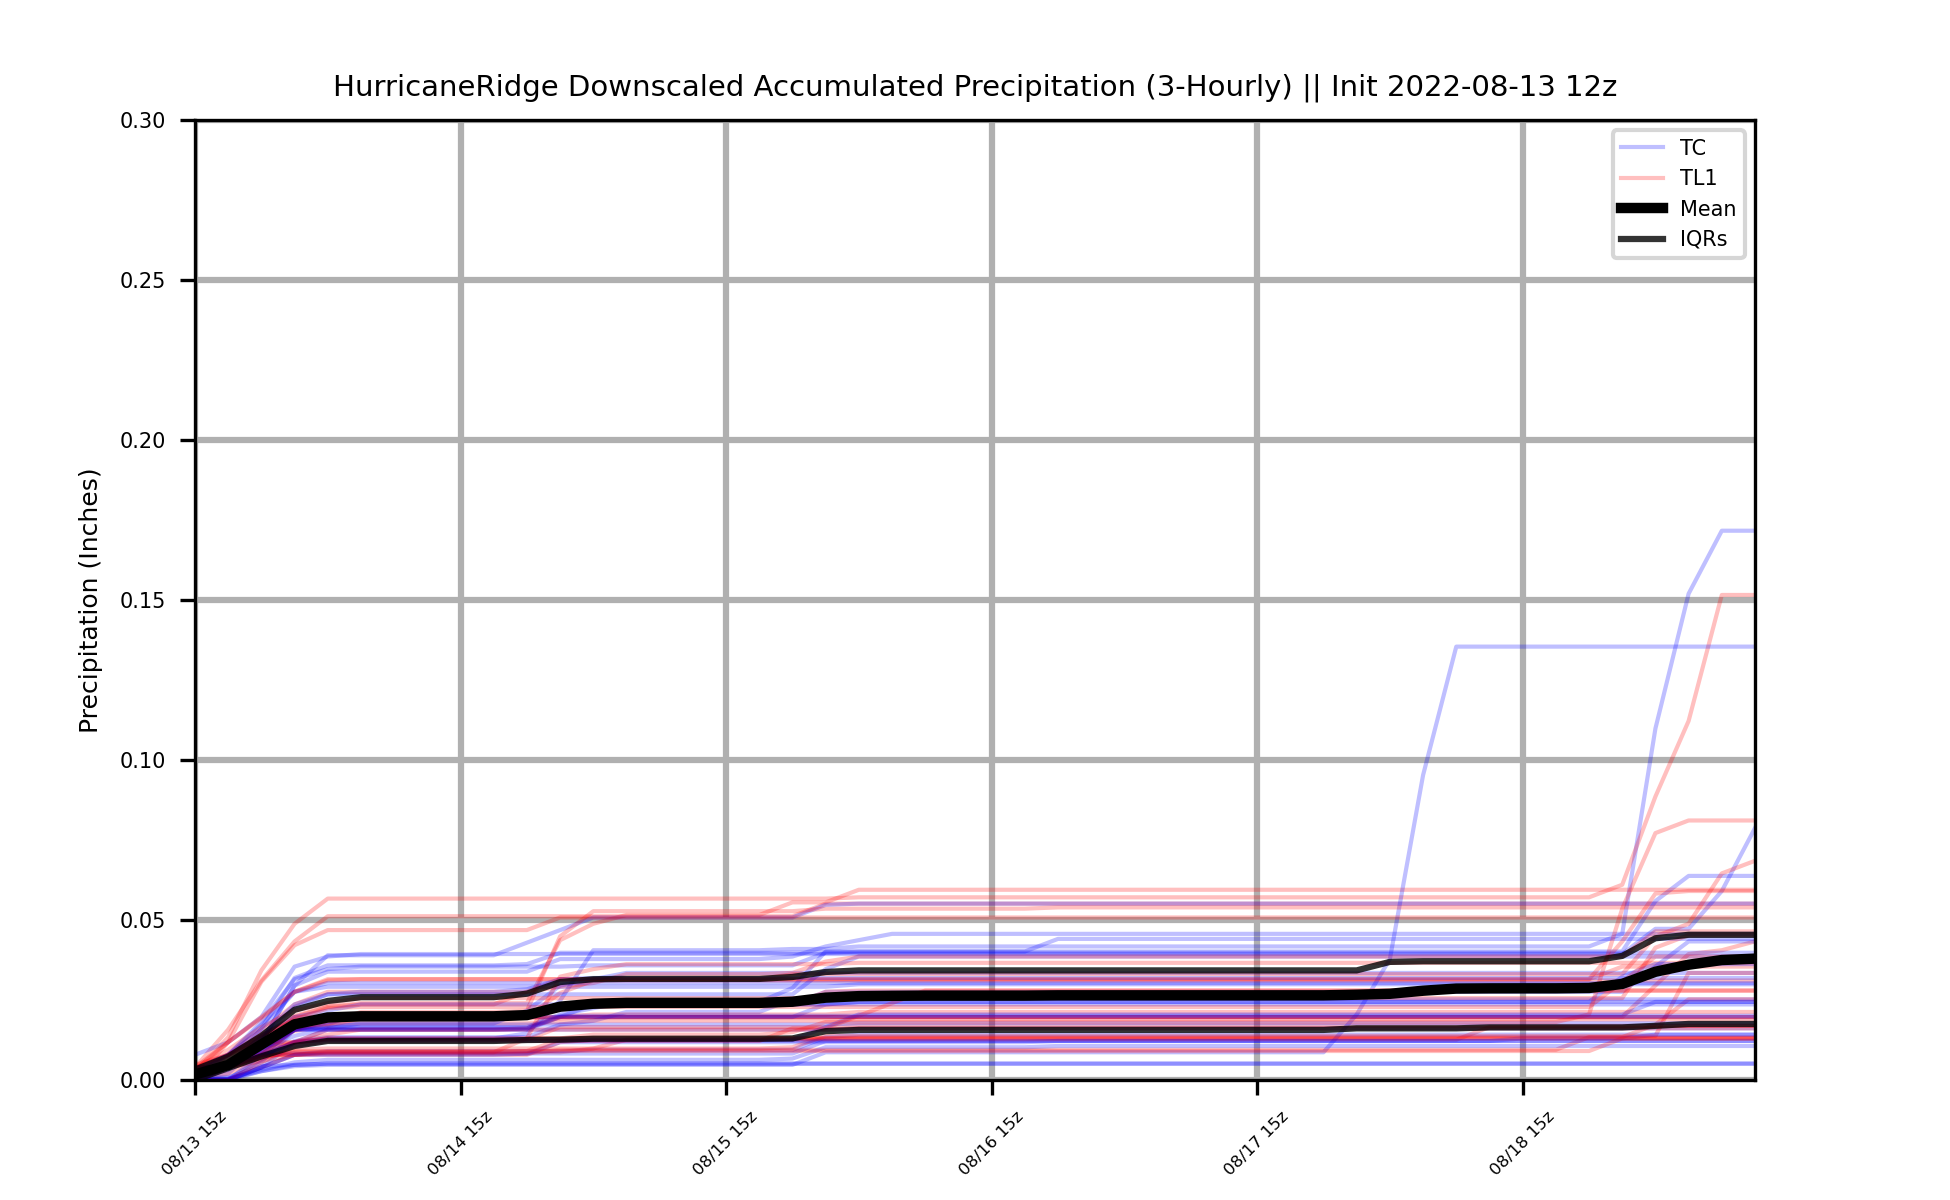 HurricaneRidge Downscaled Accumulated Precipitation (3-Hourly) || Init 2022-08-13 12z
TC
TL1
Mean
IQRs
Precipitation (Inches)
0.30
0.25
0.20
0.15
0.10
0.05
0.00
08/13 15z
08/14 15z
08/15 15z
08/16 15z
08/17 15z
08/18 15z